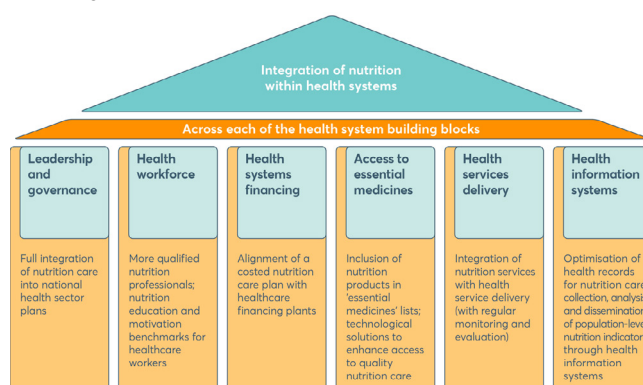 Integration of nutrition
within health systems
Across each of the health system building blocks
Leadership
and
governance
Full integration
of nutrition care
into national
health sector
plans
Health
workforce
More qualified
nutrition
professionals;
nutrition
education and
motivation
benchmarks for
healthcare
workers
Health
systems
financing
Alignment of a
costed nutrition
care plan with
healthcare
financing plants
Access to
essential
medicines
Inclusion of
nutrition
products in
'essential
medicines' lists;
technological
solutions to
enhance access
to quality
nutrition care
Health
services
delivery
Integration of
nutrition services
with health
service delivery
(with regular
monitoring and
evaluation)
Health
information
systems
Optimisation of
health records
for nutrition care
collection, analysis
and dissemination
of population-level
nutrition indicator
through health
information
systems